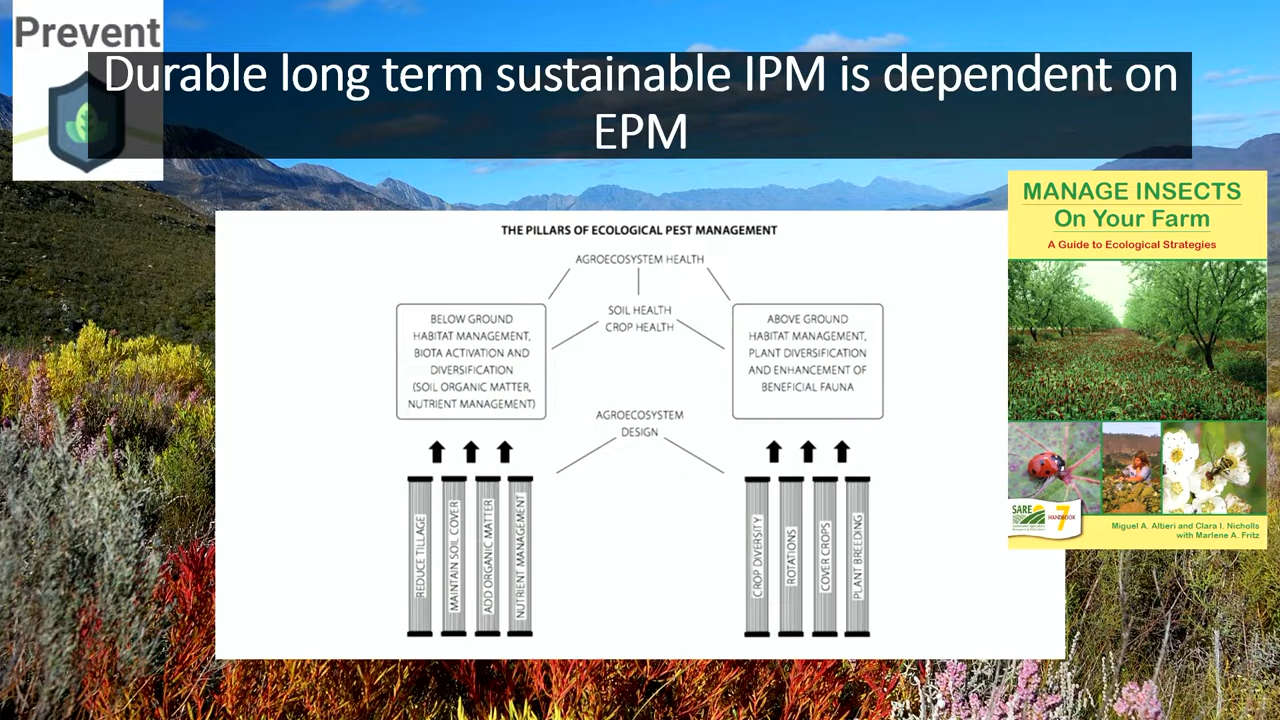 Prevent
Durable long term sustainable IPM is dependent on
EPM
THE PILLARS OF ECOLOGICAL PEST MANAGEMENT
AGROECOSYSTEM HEALTH
BELOW GROUND
HABITAT MANAGEMENT,
BIOTA ACTIVATION AND
DIVERSIFICATION
(SOIL ORGANIC MATTER,
NUTRIENT MANAGEMENT)
SOIL HEALTH
CROP HEALTH
ABOVE GROUND
HABITAT MANAGEMENT,
PLANT DIVERSIFICATION
AND ENHANCEMENT OF
BENEFICIAL FAUNA
AGROECOSYSTEM
DESIGN
REDUCE TILLAGE
MAINTAIN SOIL COVER
ADD ORGANIC MATTER
NUTRIENT MANAGEMENT
CROP DIVERSITY
ROTATIONS
COVER CROPS
PLANT BREEDING
MANAGE INSECTS
On Your Farm
A Guide to Ecological Strategies
SARE
HANDBOOK 7
Miguel A. Altieri and Clara I. Nicholls
with Marlene A. Fritz